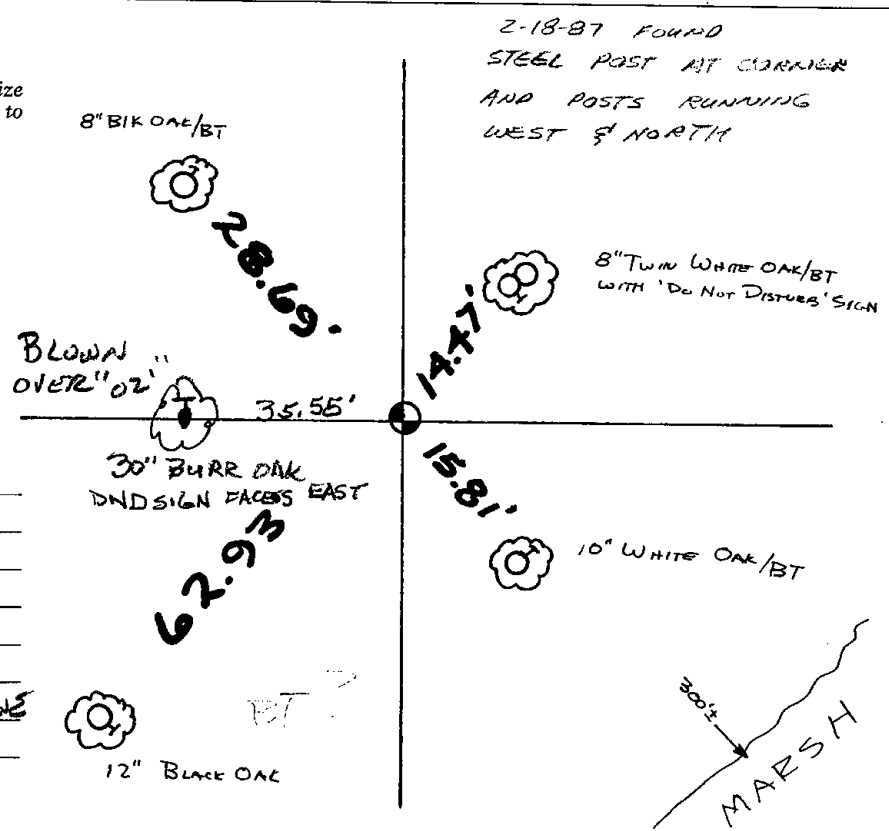 2-18-87 FOUND
STEEL POST AT CORNER
AND POSTS RUNNING
WEST & NORTH
ize
to
8" BlK OAK/BT
28.69'
8" TWIN WHITE OAK/BT
WITH 'DO NOT DISTURB' SIGN
14.47'
BLOWN
OVER "02"
35.55'
30" BURR OAK
DND SIGN FACES EAST
15.81'
62.93
10" WHITE OAK/BT
BT ?
12" BLACK OAK
300'±
MARSH